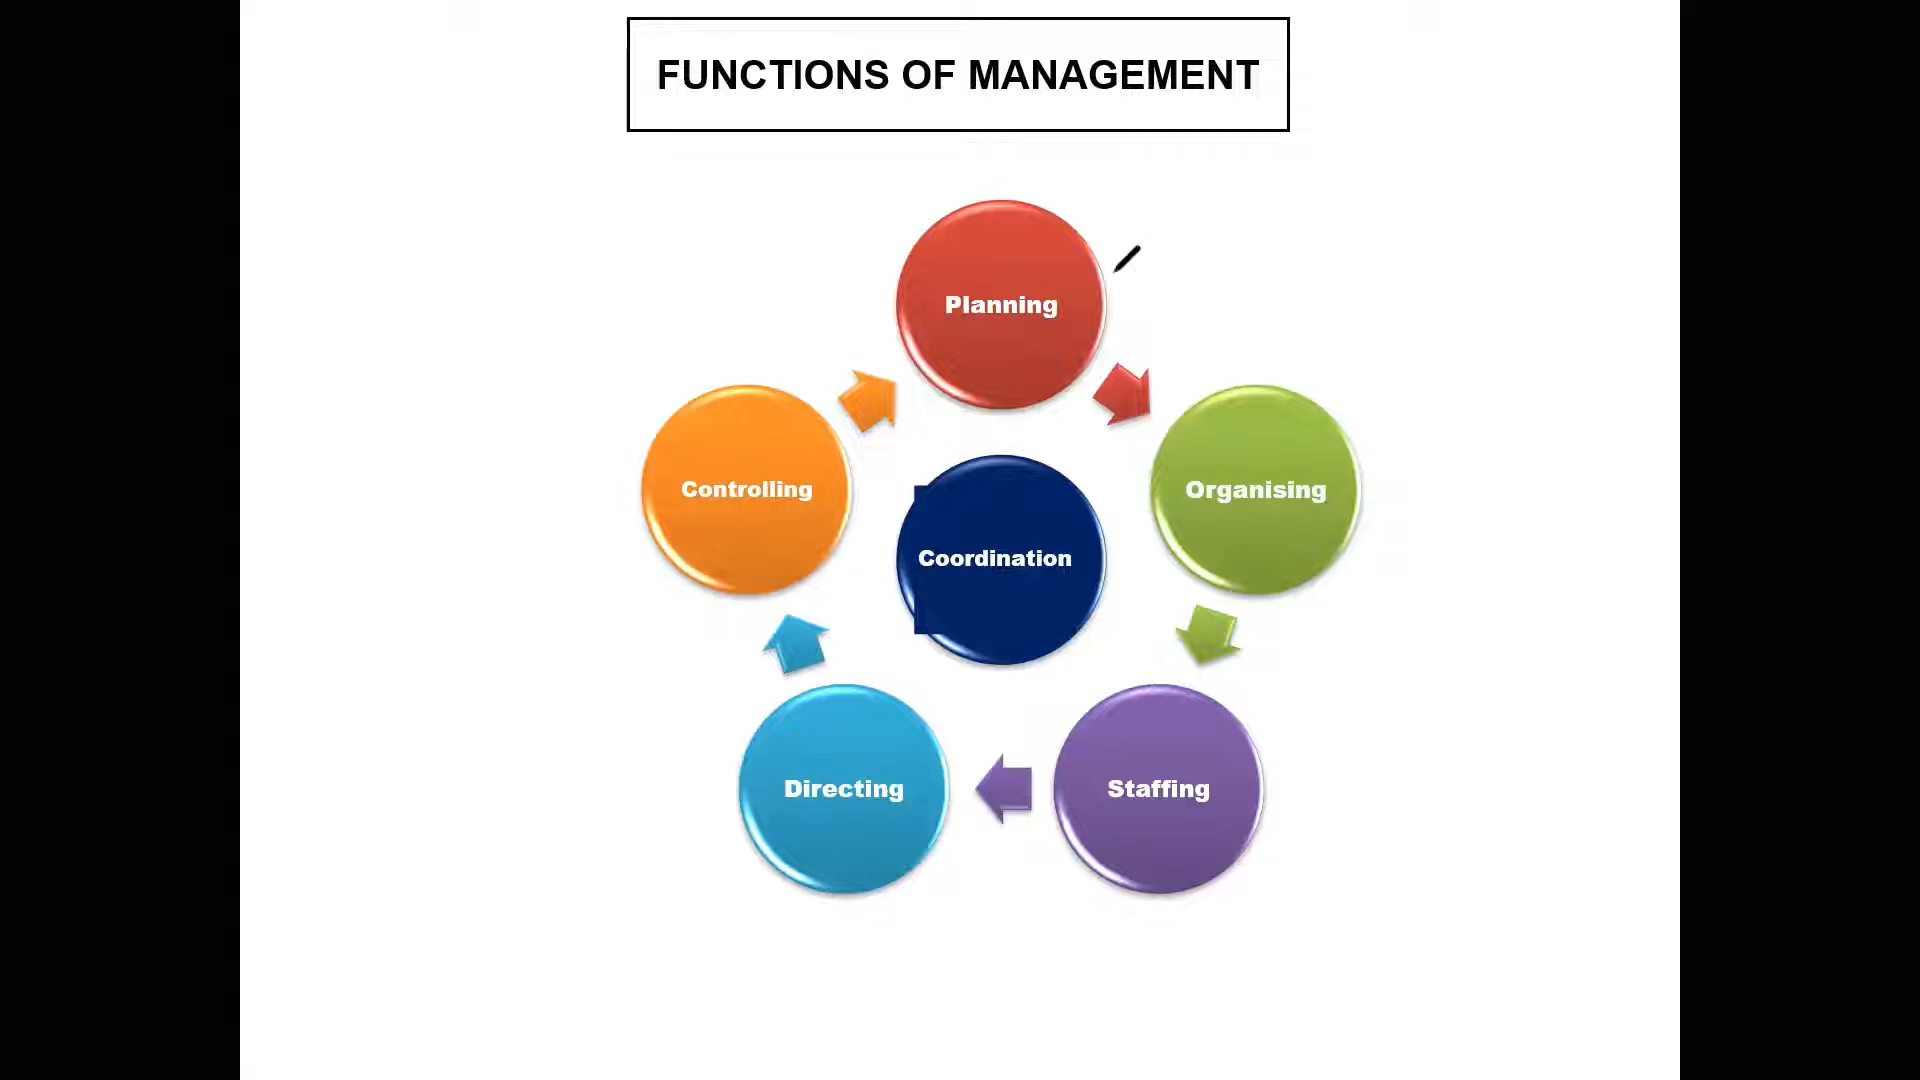 FUNCTIONS OF MANAGEMENT
Planning
Controlling
Organising
Coordination
Directing
Staffing